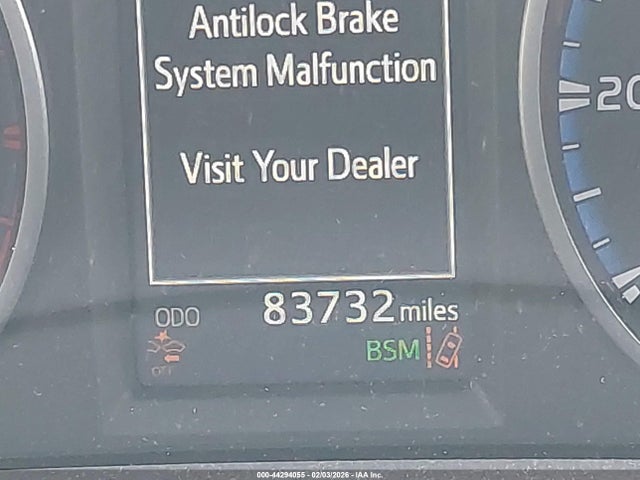 Antilock Brake
System Malfunction
Visit Your Dealer
20
ODO 83732 miles
OFF BSM
000-44294055 - 02/03/2026 - © IAA Inc.